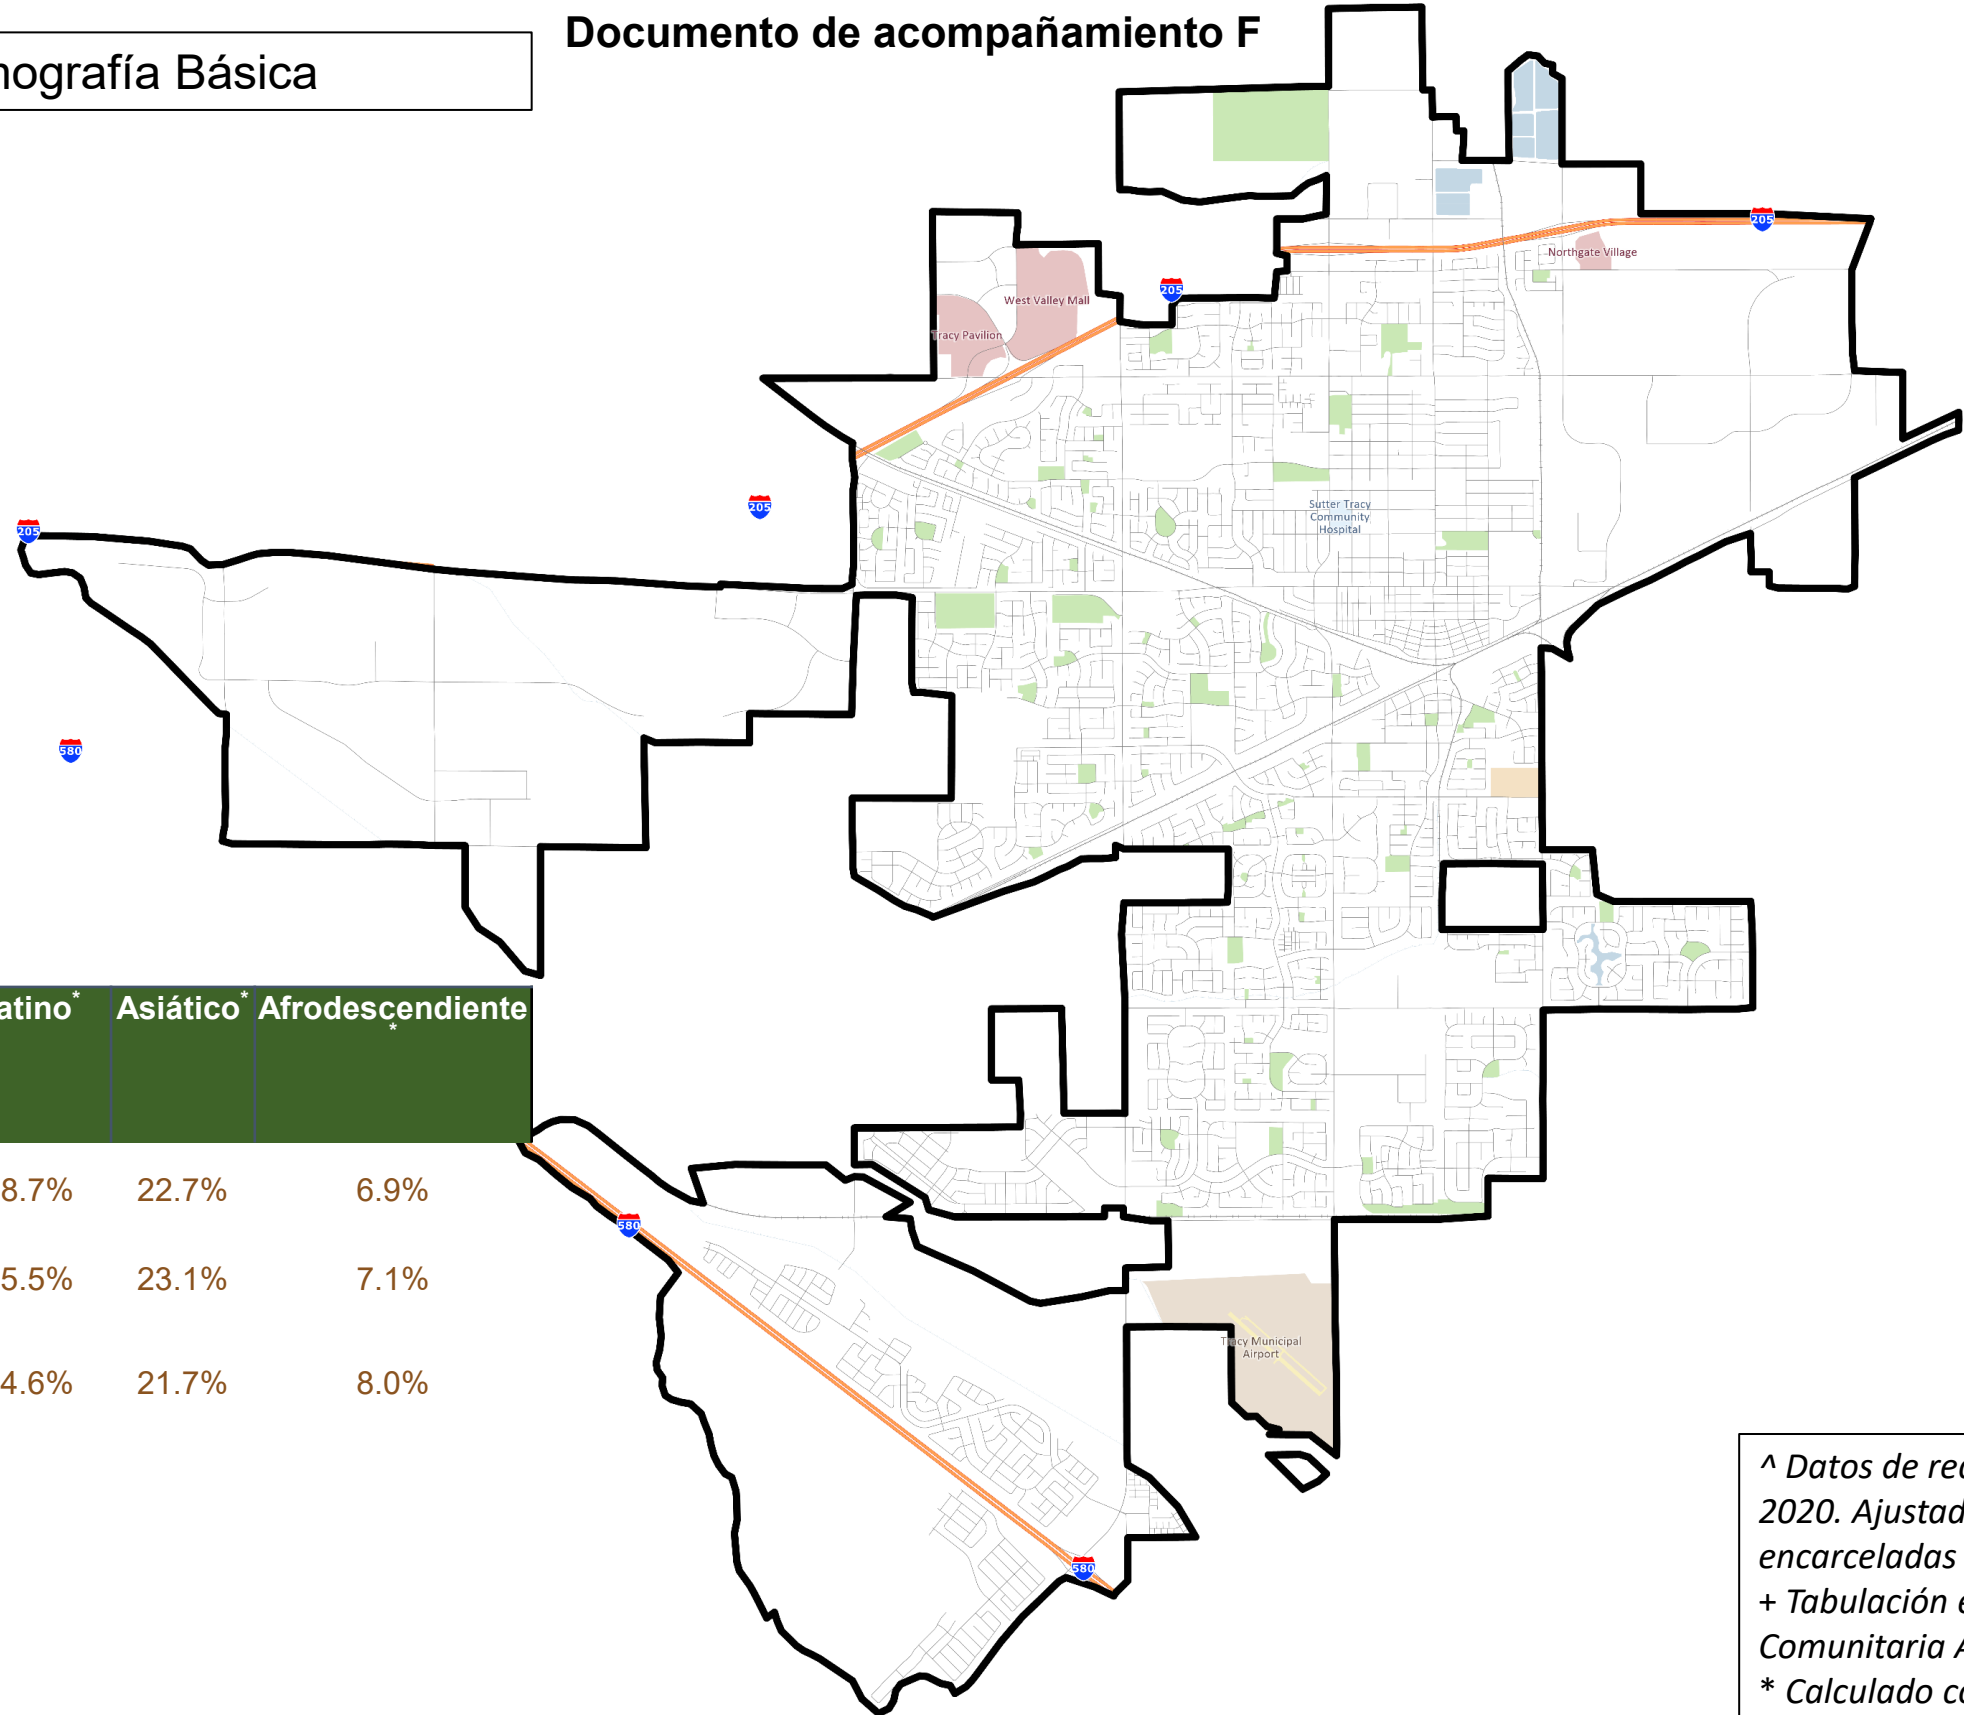 Documento de acompañamiento F
nografía Básica
205
Northgate Village
205
West Valley Mall
Tracy Pavilion
205
Sutter Tracy
Community
Hospital
205
580
atino* Asiático* Afrodescendiente
*
8.7% 22.7% 6.9%
580
5.5% 23.1% 7.1%
Tracy Municipal
Airport
4.6% 21.7% 8.0%
580
^ Datos de re
2020. Ajustad
encarceladas
+ Tabulación e
Comunitaria A
* Calculado co